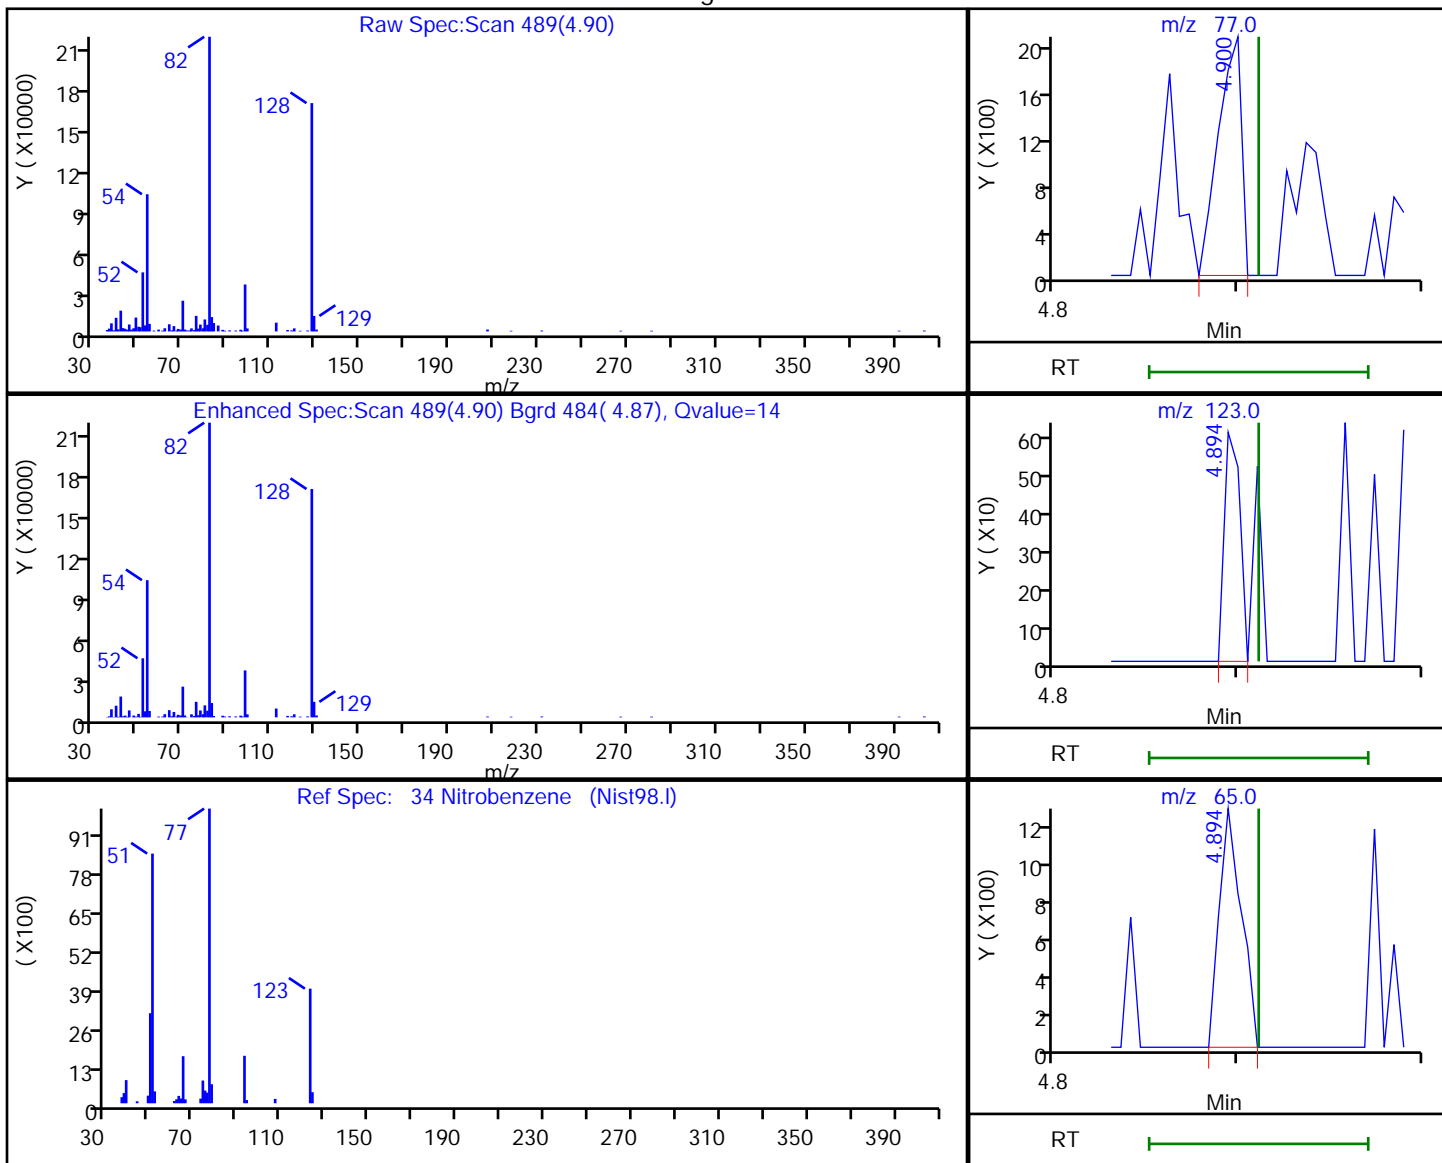 Raw Spec:Scan 489(4.90)
Y ( X10000)
21
18
15
12
9
6
3
0
82
128
54
52
129
30 70 110 150 190 230 270 310 350 390
m/z
m/z 77.0
Y ( X100)
20
16
12
8
4
0
4.900
4.8
Min
RT
Enhanced Spec:Scan 489(4.90) Bgrd 484( 4.87), Qvalue=14
Y ( X10000)
21
18
15
12
9
6
3
0
82
128
54
52
129
30 70 110 150 190 230 270 310 350 390
m/z
m/z 123.0
Y ( X10)
60
50
40
30
20
10
0
4.894
4.8
Min
RT
Ref Spec: 34 Nitrobenzene (Nist98.l)
( X100)
91
78
65
52
39
26
13
0
77
51
123
30 70 110 150 190 230 270 310 350 390
m/z 65.0
Y ( X100)
12
10
8
6
4
2
0
4.894
4.8
Min
RT